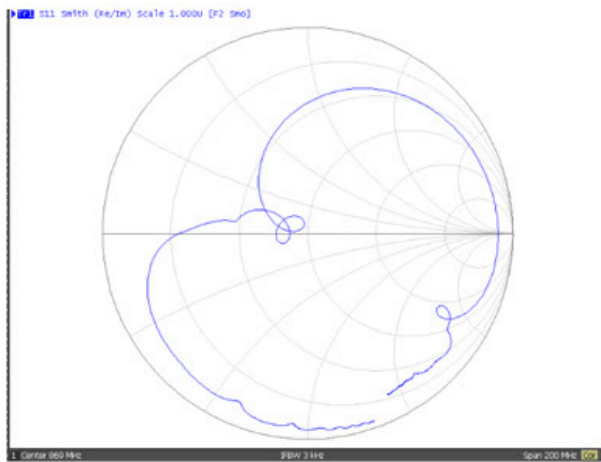 Tr1 S11 Smith (Re/Im) Scale 1.000U [F2 Smo]
1 Center 869 MHz IFBW 3 kHz Span 200 MHz Cor